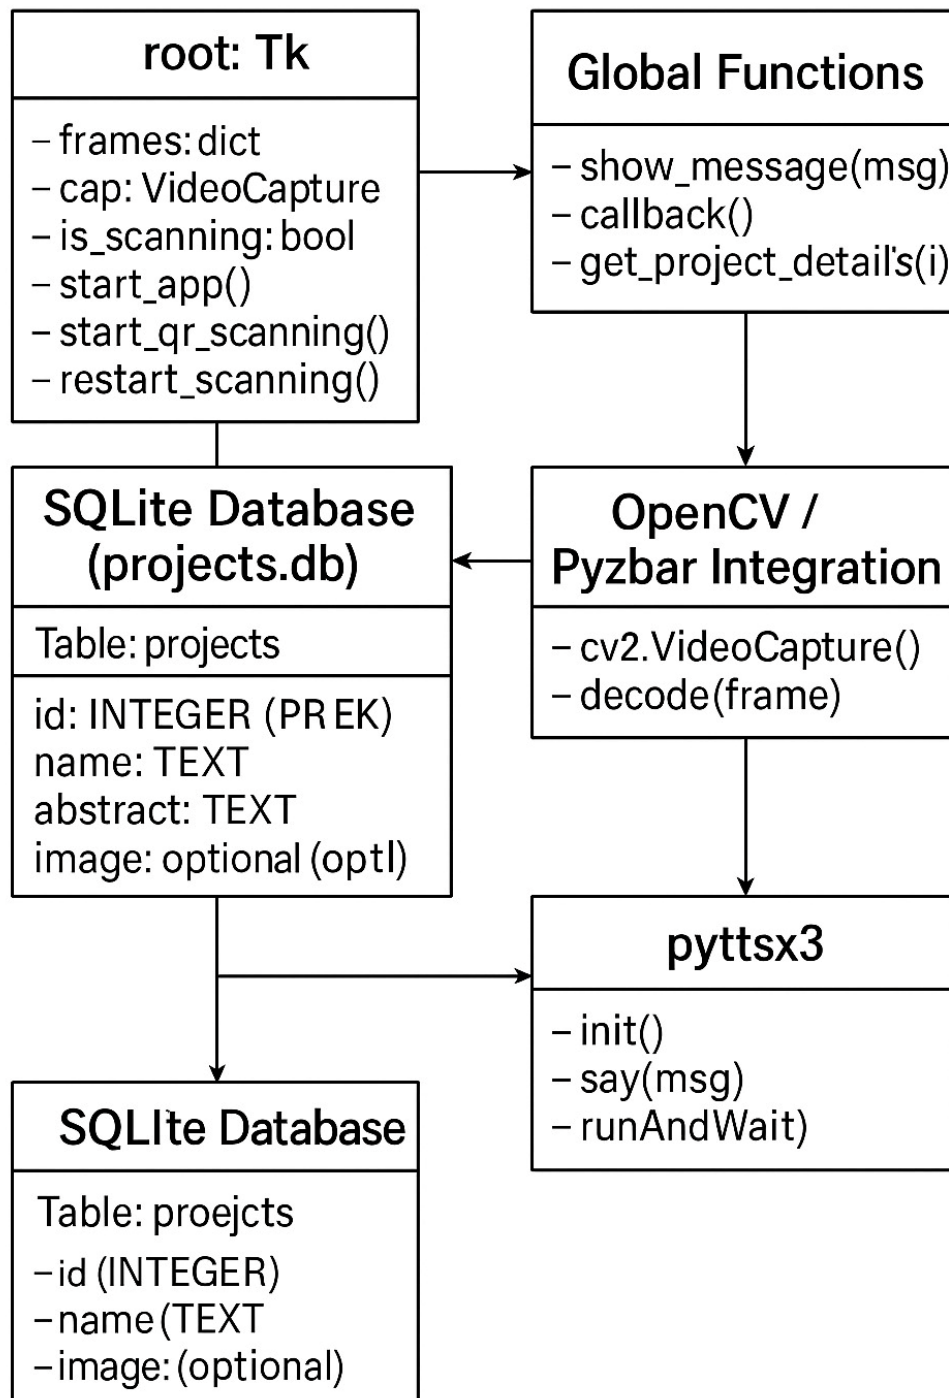 root: Tk
– frames: dict
– cap: VideoCapture
– is_scanning: bool
– start_app()
– start_qr_scanning()
– restart_scanning()
Global Functions
– show_message(msg)
– callback()
– get_project_detail's(i)
SQLite Database
(projects.db)
Table: projects
id: INTEGER (PR EK)
name: TEXT
abstract: TEXT
image: optional (optl)
OpenCV /
Pyzbar Integration
– cv2.VideoCapture()
– decode(frame)
pyttsx3
– init()
– say(msg)
– runAndWait)
SQLIte Database
Table: proejcts
– id (INTEGER)
– name (TEXT
– image: (optional)